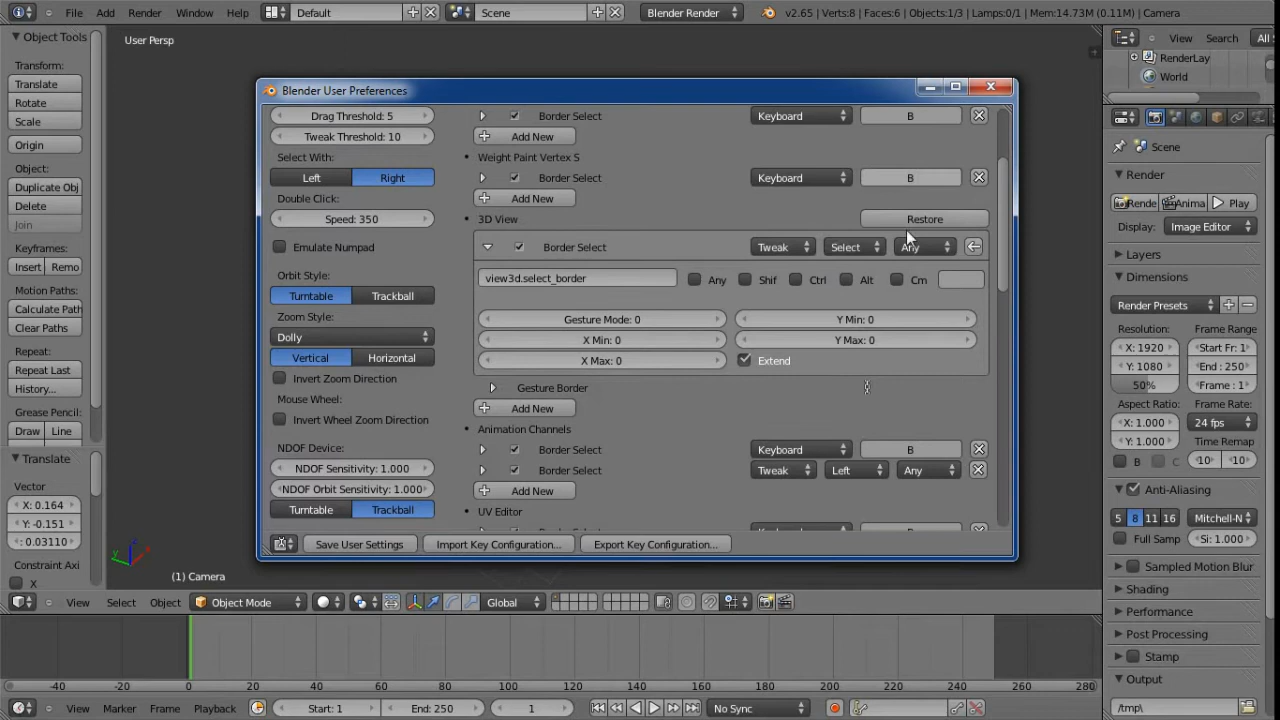 File Add Render Window Help Default Scene Blender Render v2.65 | Verts:8 | Faces:6 | Objects:1/3 | Lamps:0/1 | Mem:14.73M (0.11M) | Camera
Object Tools
Transform:
Translate
Rotate
Scale
Origin
Object:
Duplicate Obj
Delete
Join
Keyframes:
Insert Remo
Motion Paths:
Calculate Path
Clear Paths
Repeat:
Repeat Last
History...
Grease Pencil:
Draw Line
Translate
Vector
X: 0.164
Y: -0.151
: 0.03110
Constraint Axi
X
User Persp
Blender User Preferences
Drag Threshold: 5
Tweak Threshold: 10
Select With:
Left Right
Double Click:
Speed: 350
Emulate Numpad
Orbit Style:
Turntable Trackball
Zoom Style:
Dolly
Vertical Horizontal
Invert Zoom Direction
Mouse Wheel:
Invert Wheel Zoom Direction
NDOF Device:
NDOF Sensitivity: 1.000
NDOF Orbit Sensitivity: 1.000
Turntable Trackball
Border Select Keyboard B
Add New
Weight Paint Vertex S
Border Select Keyboard B
Add New
3D View Restore
Border Select Tweak Select Any
view3d.select_border Any Shif Ctrl Alt Cm
Gesture Mode: 0 Y Min: 0
X Min: 0 Y Max: 0
X Max: 0 Extend
Gesture Border
Add New
Animation Channels
Border Select Keyboard B
Border Select Tweak Left Any
Add New
UV Editor
Save User Settings Import Key Configuration... Export Key Configuration...
(1) Camera
View Select Object Object Mode Global
-40 -20 0 20 40 60 80 100 120 140 160 180 200 220 240 260 280
View Marker Frame Playback Start: 1 End: 250 1 No Sync
View Search All
RenderLay
World
Scene
Render
Rende Anima Play
Display: Image Editor
Layers
Dimensions
Render Presets
Resolution: Frame Range
X: 1920 Start Fr: 1
Y: 1080 End : 250
50% Frame : 1
Aspect Ratio: Frame Rate:
X: 1.000 24 fps
Y: 1.000 Time Remap
B C 10 10
Anti-Aliasing
5 8 11 16 Mitchell-N
Full Samp Si: 1.000
Sampled Motion Blur
Shading
Performance
Post Processing
Stamp
Output
/tmp\